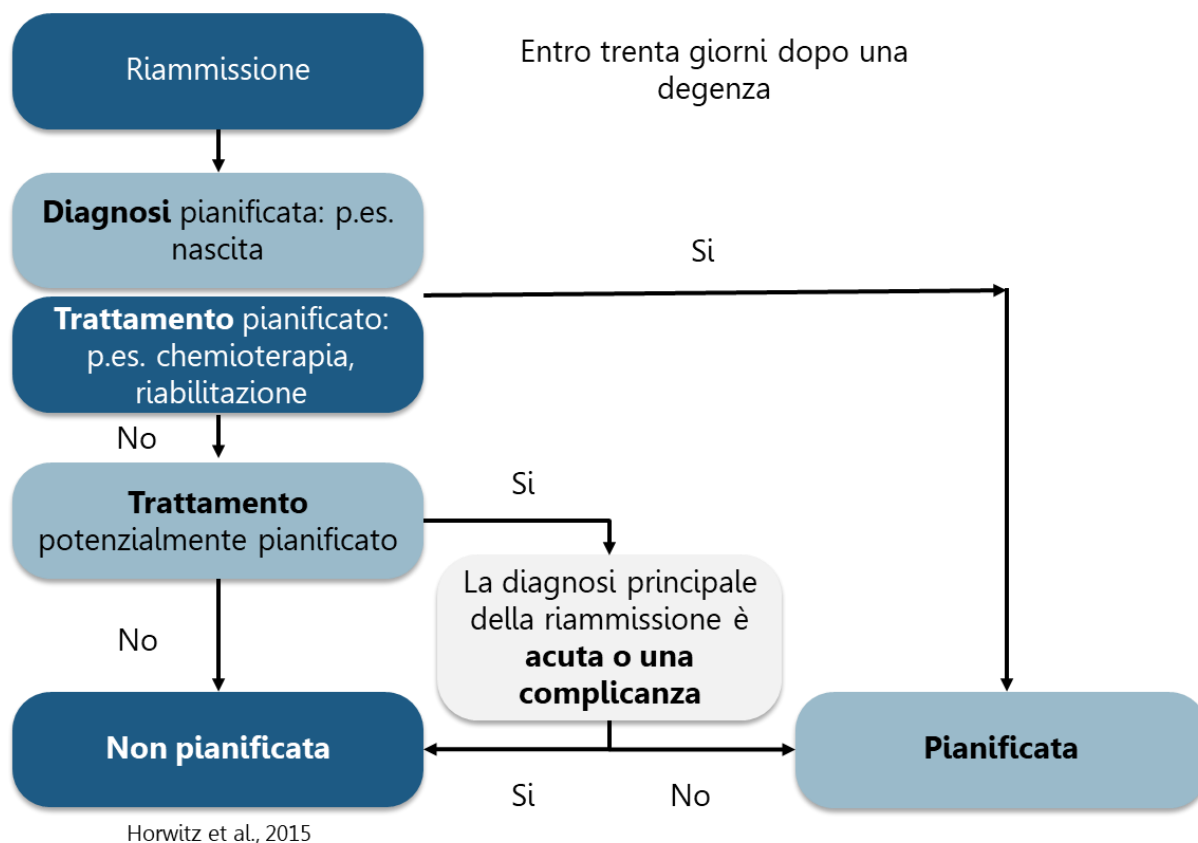 Riammissione
Entro trenta giorni dopo una
degenza
Diagnosi pianificata: p.es.
nascita
Si
Trattamento pianificato:
p.es. chemioterapia,
riabilitazione
No
Trattamento
potenzialmente pianificato
Si
La diagnosi principale
della riammissione è
acuta o una
complicanza
No
Non pianificata
Pianificata
Si
No
Horwitz et al., 2015